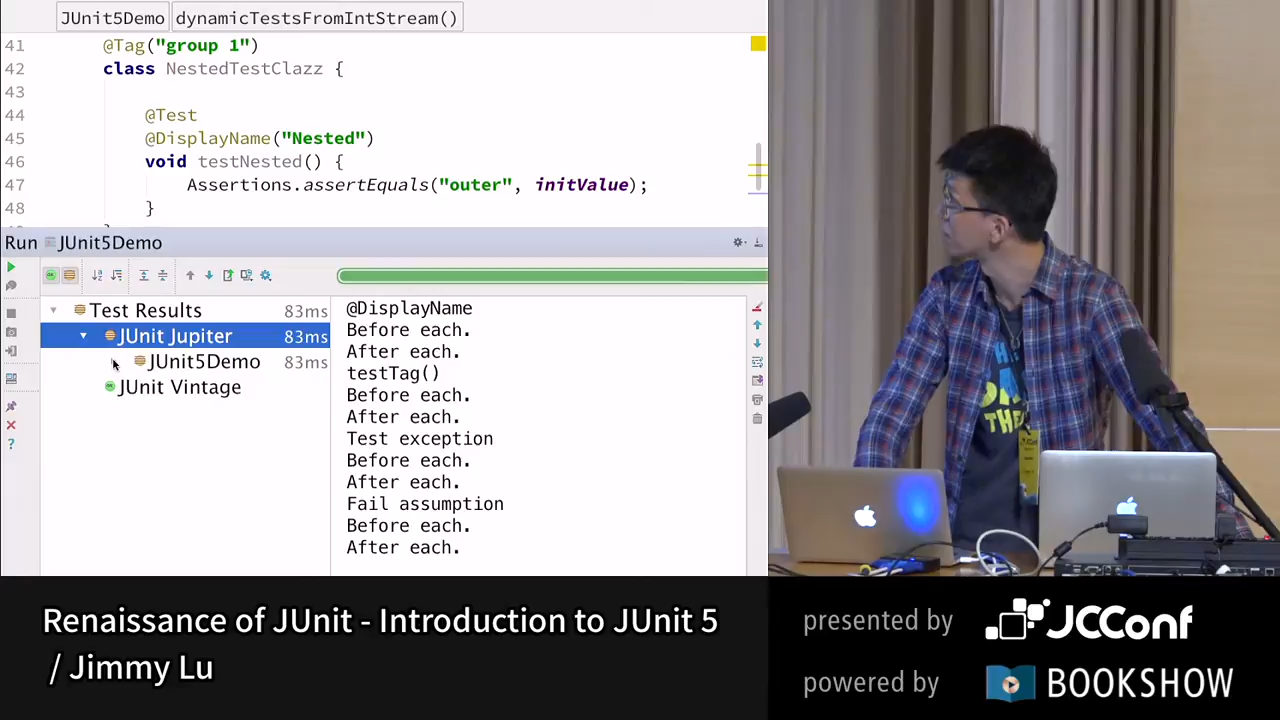 JUnit5Demo dynamicTestsFromIntStream()
41 @Tag("group 1")
42 class NestedTestClazz {
43
44 @Test
45 @DisplayName("Nested")
46 void testNested() {
47 Assertions.assertEquals("outer", initValue);
48 }
Run JUnit5Demo
Test Results 83ms
JUnit Jupiter 83ms
JUnit5Demo 83ms
JUnit Vintage
@DisplayName
Before each.
After each.
testTag()
Before each.
After each.
Test exception
Before each.
After each.
Fail assumption
Before each.
After each.
Renaissance of JUnit - Introduction to JUnit 5
/ Jimmy Lu
presented by JCConf
powered by BOOKSHOW